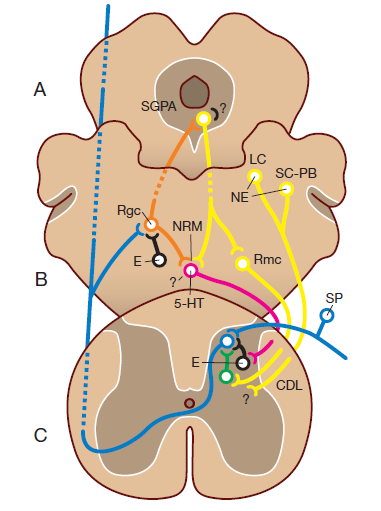 A
SGPA
?
LC
SC-PB
NE
Rgc
NRM
E
Rmc
B
?
5-HT
SP
E
CDL
?
C